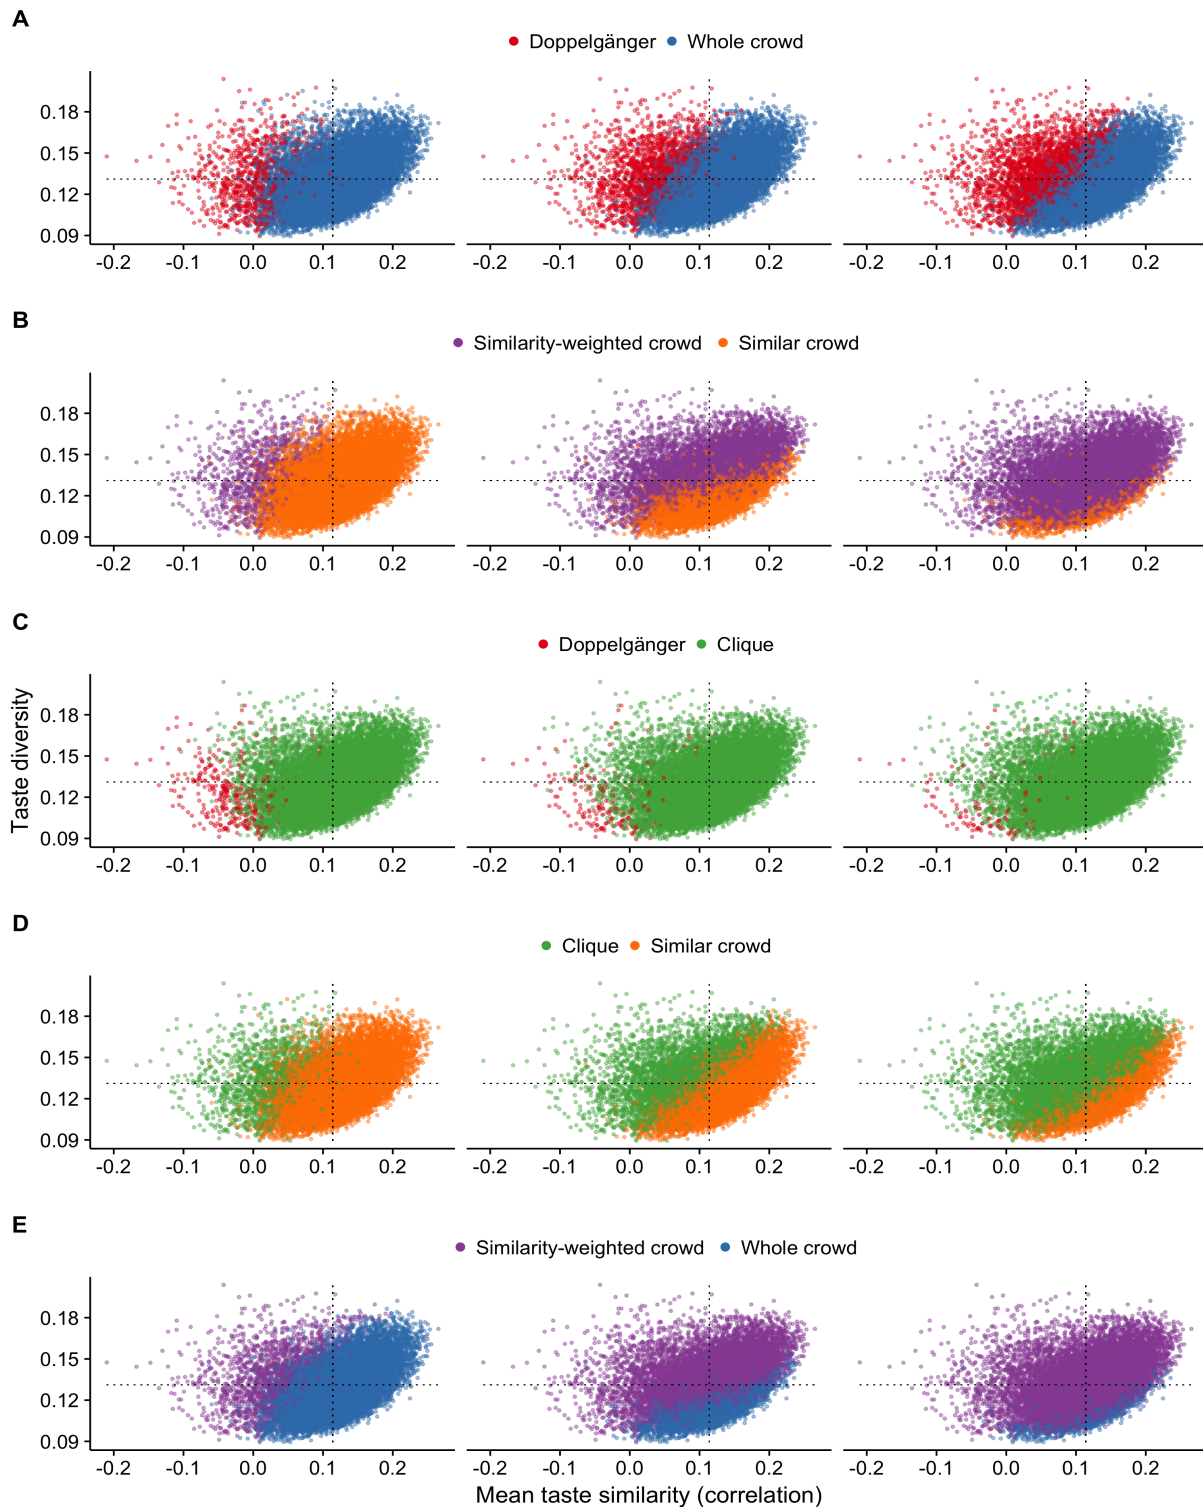 A
Doppelgänger Whole crowd
0.18
0.15
0.12
0.09
-0.2 -0.1 0.0 0.1 0.2 -0.2 -0.1 0.0 0.1 0.2 -0.2 -0.1 0.0 0.1 0.2
B
Similarity-weighted crowd Similar crowd
0.18
0.15
0.12
0.09
-0.2 -0.1 0.0 0.1 0.2 -0.2 -0.1 0.0 0.1 0.2 -0.2 -0.1 0.0 0.1 0.2
C
Doppelgänger Clique
Taste diversity
0.18
0.15
0.12
0.09
-0.2 -0.1 0.0 0.1 0.2 -0.2 -0.1 0.0 0.1 0.2 -0.2 -0.1 0.0 0.1 0.2
D
Clique Similar crowd
0.18
0.15
0.12
0.09
-0.2 -0.1 0.0 0.1 0.2 -0.2 -0.1 0.0 0.1 0.2 -0.2 -0.1 0.0 0.1 0.2
E
Similarity-weighted crowd Whole crowd
0.18
0.15
0.12
0.09
-0.2 -0.1 0.0 0.1 0.2 -0.2 -0.1 0.0 0.1 0.2 -0.2 -0.1 0.0 0.1 0.2
Mean taste similarity (correlation)